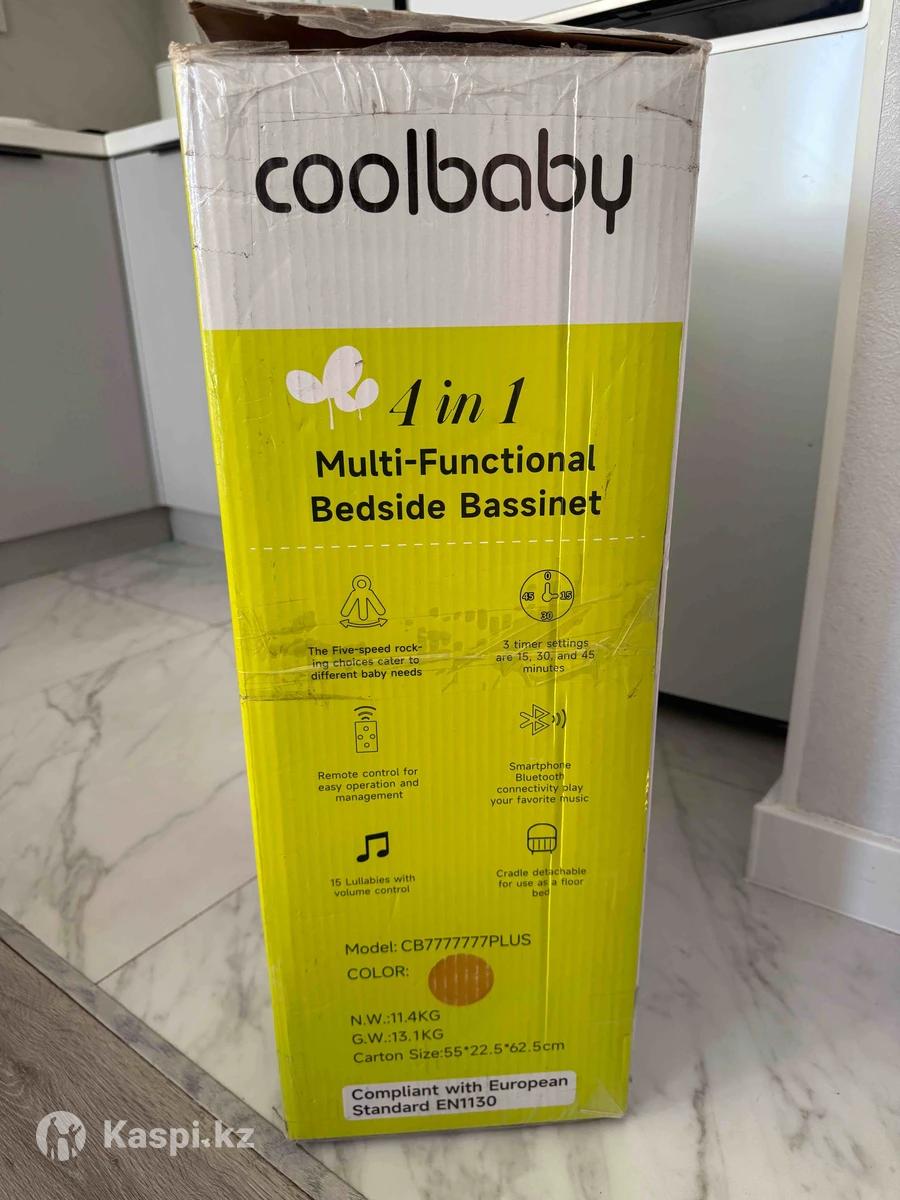 coolbaby
4 in 1
Multi-Functional
Bedside Bassinet
The Five-speed rock-
ing choices cater to
different baby needs
0
45 15
30
3 timer settings
are 15, 30, and 45
minutes
Remote control for
easy operation and
management
Smartphone
Bluetooth
connectivity play
your favorite music
15 Lullabies with
volume control
Cradle detachable
for use as a floor
bed
Model: CB7777777PLUS
COLOR:
N.W.:11.4KG
G.W.:13.1KG
Carton Size:55*22.5*62.5cm
Compliant with European
Standard EN1130
Kaspi.kz